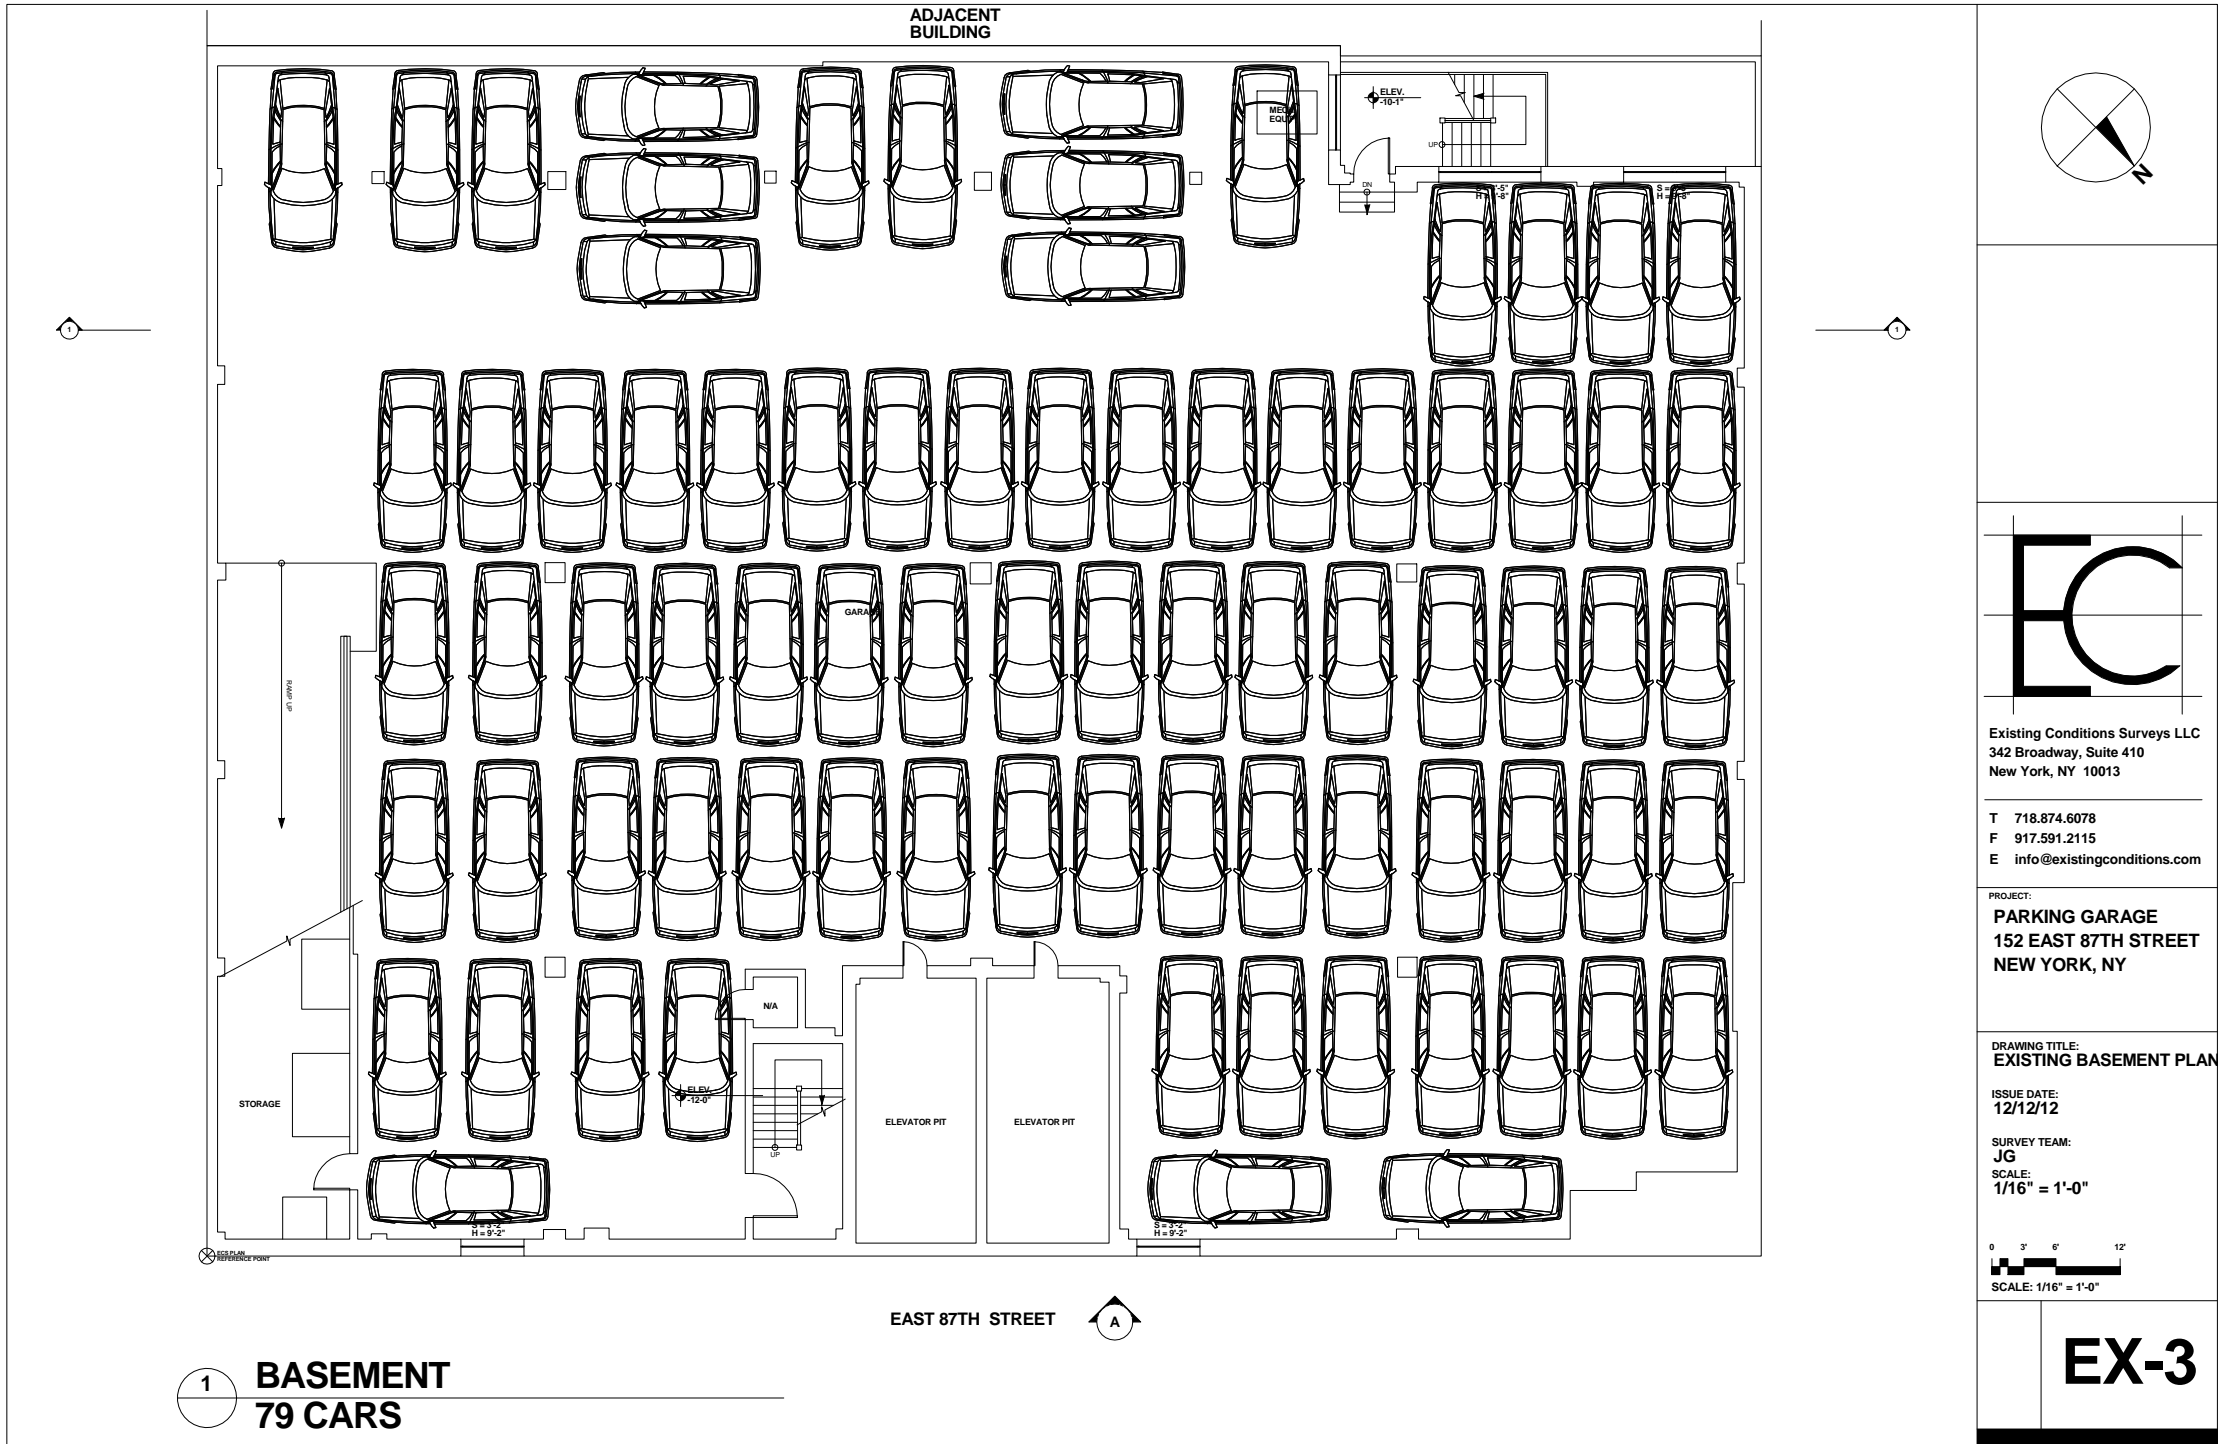 ADJACENT
BUILDING
ELEV.
-10'-1"
UP
DN
N
1
1
RAMP UP
N/A
ELEV.
-12'-0"
STORAGE
UP
ELEVATOR PIT
ELEVATOR PIT
S = 3'-2"
H = 9'-2"
S = 3'-2"
H = 9'-2"
ECS PLAN
REFERENCE POINT
EAST 87TH STREET
A
1
BASEMENT
79 CARS
EC
Existing Conditions Surveys LLC
342 Broadway, Suite 410
New York, NY 10013
T 718.874.6078
F 917.591.2115
E info@existingconditions.com
PROJECT:
PARKING GARAGE
152 EAST 87TH STREET
NEW YORK, NY
DRAWING TITLE:
EXISTING BASEMENT PLAN
ISSUE DATE:
12/12/12
SURVEY TEAM:
JG
SCALE:
1/16" = 1'-0"
0 3' 6' 12'
SCALE: 1/16" = 1'-0"
EX-3